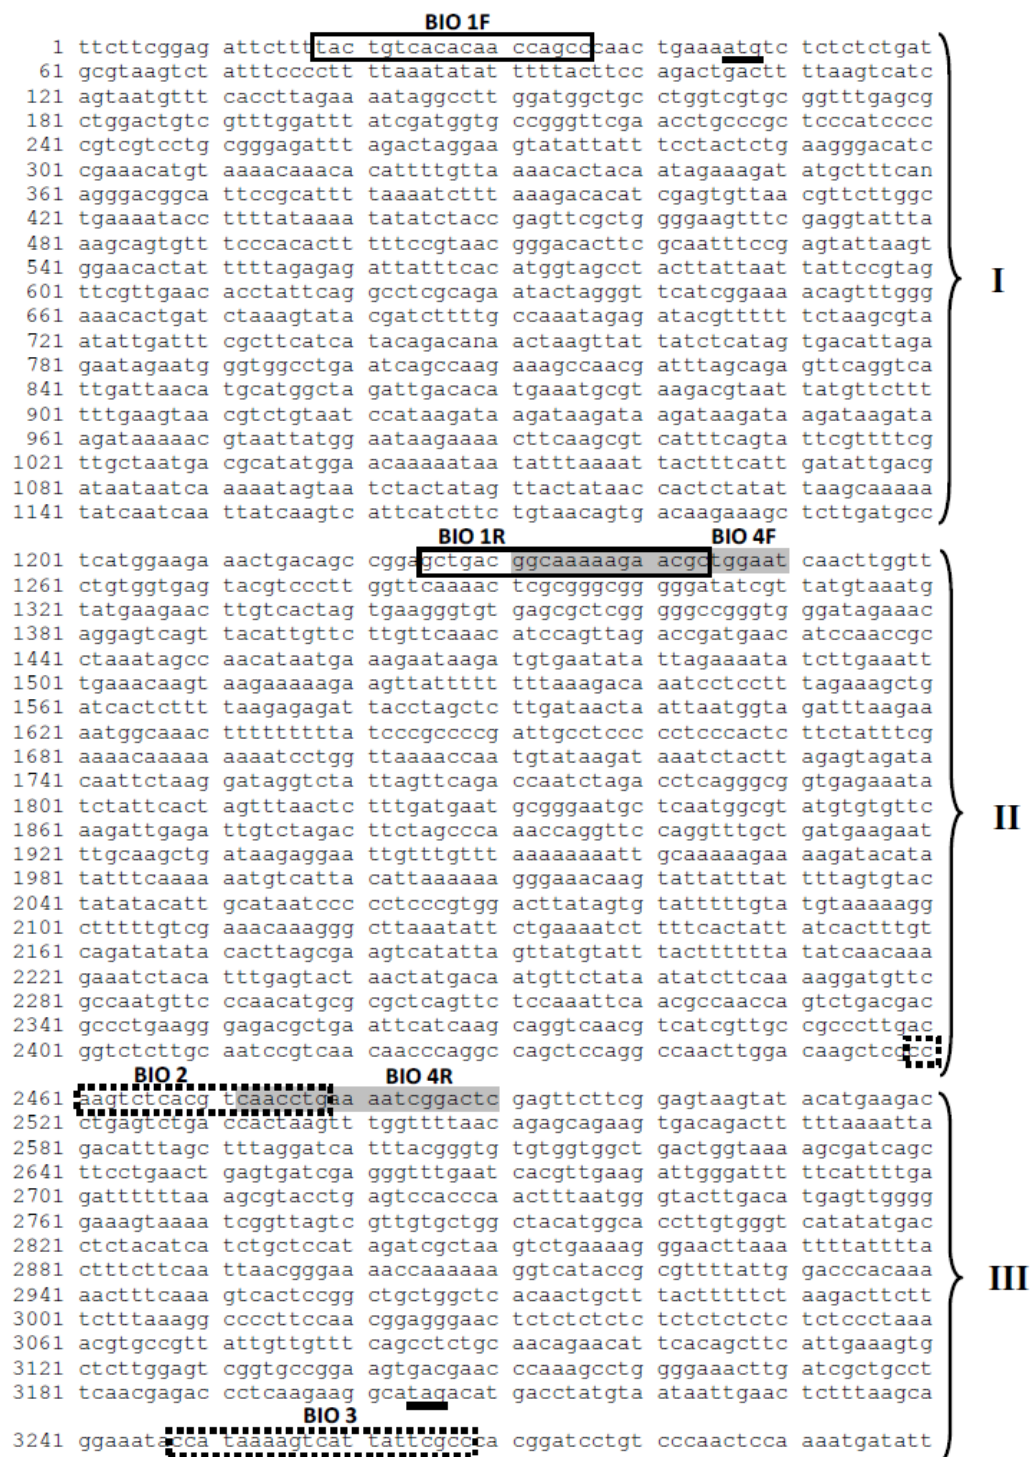 BIO 1F
1 ttcttcggag attcttttac tgtcacacaa ccagccccaac tgaaaatgtc tctctctgat
61 gcgtaagtct atttcccctt ttaaatatat tttta​cttcc agactgactt ttaagtcatc
121 agtaatgttt caccttagaa aataggcctt ggatggctgc ctggtcgtgc ggtttgagcg
181 ctggactgtc gtttggattt atcgatggtg ccgggttcga acctgcccgc tcccatcccc
241 cgtcgtcctg cgggagattt agactaggaa gtatattatt tcctactctg aagggacatc
301 cgaaacatgt aaaacaaaca cattttgtta aaacactaca atagaaagat atgctttcan
361 agggacggca ttccgcattt taaaatcttt aaagacacat cgagtgttaa cgttcttggc
421 tgaaaatacc ttttataaaa tatatctacc gagttcgctg gggaagtttc gaggtattta
481 aagcagtgtt tcccacactt tttccgtaac gggacacttc gcaatttccg agtattaagt
541 ggaacactat ttttagagag attatttcac atggtagcct acttattaat tattccgtag
601 ttcgttgaac acctattcag gcctcgcaga atactagggt tcatcggaaa acagtttggg
661 aaacactgat ctaaagtata cgatcttttg ccaaatagag atacgttttt tctaagcgta
721 atattgattt cgcttcatca tacagacana actaagttat tatctcatag tgacattaga
781 gaatagaatg ggtggcctga atcagccaag aaagccaacg atttagcaga gttcaggtca
841 ttgattaaca tgcatggcta gattgacaca tgaaatgcgt aagacgtaat tatgttcttt
901 tttgaagtaa cgtctgtaat ccataagata agataagata agataagata agataagata
961 agataaaaac gtaattatgg aataagaaaa cttcaagcgt catttcagta ttcgttttcg
1021 ttgctaatga cgcatatgga acaaaaataa tatttaaaat tactttcatt gatattgacg
1081 ataataatca aaaatagtaa tctactatag ttactataac cactctatat taagcaaaaa
1141 tatcaatcaa ttatcaagtc attcatcttc tgtaacagtg acaagaaagc tcttgatgcc
I
BIO 1R BIO 4F
1201 tcatggaaga aactgacagc cggagctgac ggcaaaaaga acgctggaat caacttggtt
1261 ctgtggtgag tacgtccctt ggttcaaaac tcgcgggcgg ggggatatcgt tatgtaaatg
1321 tatgaagaac ttgtcactag tgaagggtgt gagcgctcgg gggccgggtg ggatagaaac
1381 aggagtcagt tacattgttc ttgttcaaac atccagttag accgatgaac atccaaccgc
1441 ctaaatagcc aacataatga aagaataaga tgtgaatata ttagaaaata tcttgaaatt
1501 tgaaacaagt aagaaaaaga agttattttt tttaaagaca aatcctcctt tagaaagctg
1561 atcactcttt taagagagat tacctagctc ttgataacta attaatggta gatttaagaa
1621 aatggcaaac tttttttttta tcccgccccg attgcctccc cctcccactc ttctatttcg
1681 aaaacaaaaa aaaatcctgg ttaaaaccaa tgtataagat aaatctactt agagtagata
1741 caattctaag gataggtcta ttagttcaga ccaatctaga cctcagggcg gtgagaaata
1801 tctattcact agtttaactc tttgatgaat gcgggaatgc tcaatggcgt atgtgtgttc
1861 aagattgaga ttgtctagac ttctagccca aaccaggttc caggtttgct gatgaagaat
1921 ttgcaagctg ataagaggaa ttgtttgttt aaaaaaaatt gcaaaaagaa aagatacata
1981 tatttcaaaa aatgtcatta cattaaaaaa gggaaacaag tattatttat tttagtgtac
2041 tatatacatt gcataatccc cctcccgtgg acttatagtg tatttttgta tgtaaaaagg
2101 ctttttgtcg aaacaaaggg cttaaatatt ctgaaaatct tttcactatt atcactttgt
2161 cagatatata cacttagcga agtcatatta gttatgtatt tacttttttta tatcaacaaa
2221 gaaatctaca tttgagtact aactatgaca atgttctata atatcttcaa aaggatgttc
2281 gccaatgttc ccaacatgcg cgctcagttc tccaaattca acgccaacca gtctgacgac
2341 gccctgaagg gagacgctga attcatcaag caggtcaacg tcatcgttgc cgcccttgac
2401 ggtctcttgc aatccgtcaa caacccaggc cagctccagg ccaacttgga caagctcgcc
II
BIO 2 BIO 4R
2461 aagtctcacg tcaacctgaa aatcggactc gagttcttcg gagtaagtat acatgaagac
2521 ctgagtctga ccactaagtt tggttttaac agagcagaag tgacagactt tttaaaatta
2581 gacatttagc tttaggatca tttacgggtg tgtggtggct gactggtaaa aagcgatcagc
2641 ttcctgaact gagtgatcga gggtttgaat cacgttgaag attgggattt ttcattttga
2701 gattttttaa agcgtacctg agtccaccca actttaatgg gtacttgaca tgagttgggg
2761 gaaagtaaaa tcggttagtc gttgtgctgg ctacatggca ccttgtgggt catatatgac
2821 ctctacatca tctgctccat agatcgctaa gtctgaaaag ggaacttaaa ttttattttta
2881 ctttcttcaa ttaacgggaa aaccaaaaaa ggtcataccg cgttttattg gacccacaaa
2941 aactttcaaa gtcactccgg ctgctggctc acaactgctt tactttttct aagacttctt
3001 tctttaaagg ccccttccaa cggagggaac tctctctctc tctctctctc tctccctaaa
3061 acgtgccgtt attgttgttt cagcctctgc aacagaacat tcacagcttc attgaaagtg
3121 ctcttggagt cggtgccgga agtgacgaac ccaaagcctg gggaaacttg atcgctgcct
3181 tcaacgagac cctcaagaag gcatagacat gacctatgta ataattgaac tctttaagca
BIO 3
3241 ggaaatacca taaaagtcat tattcgccca cggatcctgt cccaactcca aaatgatatt
III